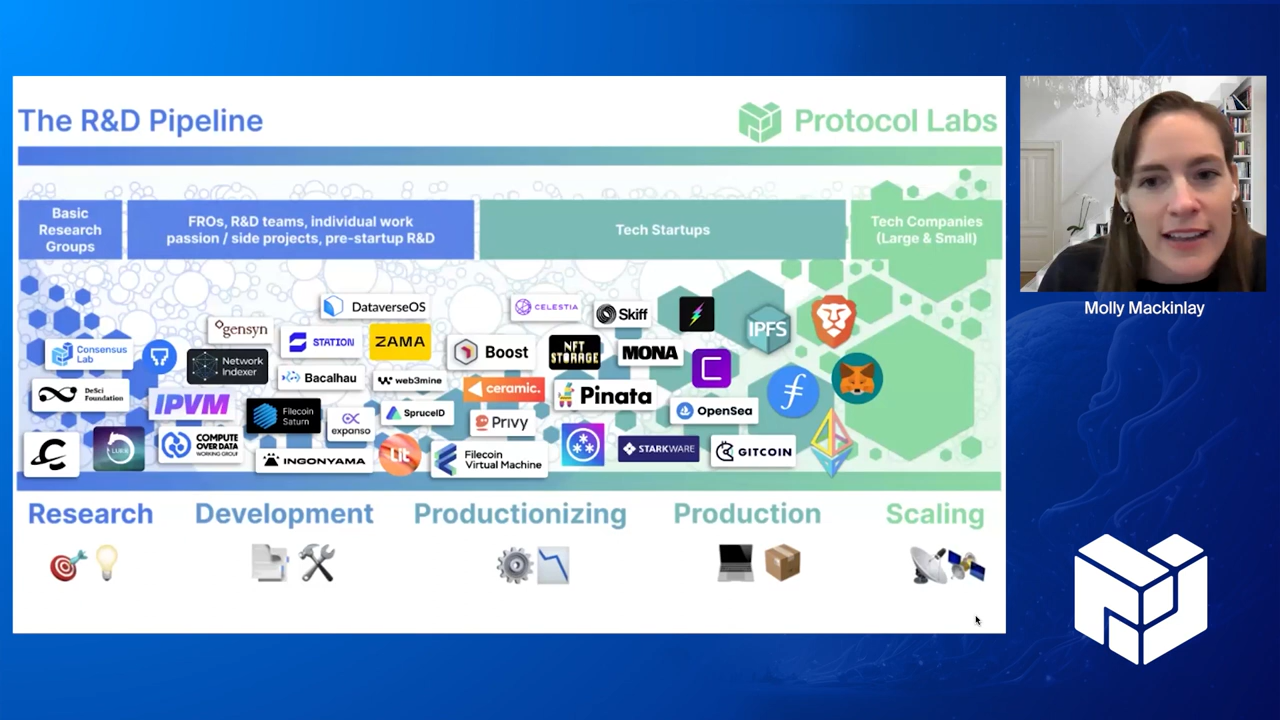 The R&D Pipeline
Protocol Labs
Basic
Research
Groups
FROs, R&D teams, individual work
passion / side projects, pre-startup R&D
Tech Startups
Tech Companies
(Large & Small)
DataverseOS
CELESTIA
Skiff
gensyn
STATION
ZAMA
Boost
NFT
STORAGE
MONA
IPFS
Consensus
Lab
Network
Indexer
Bacalhau
web3mine
ceramic.
Pinata
DeSci
Foundation
IPVM
Filecoin
Saturn
expanso
SpruceID
Privy
OpenSea
COMPUTE
OVER DATA
WORKING GROUP
INGONYAMA
Lit
Filecoin
Virtual Machine
STARKWARE
GITCOIN
Research
Development
Productionizing
Production
Scaling
Molly Mackinlay